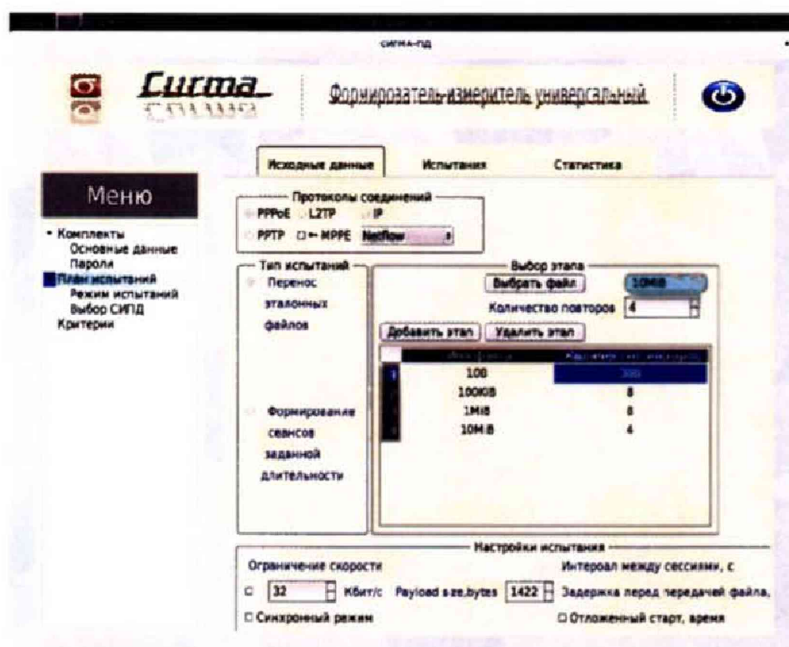 СИГМА-ПД
Сигма
Формирователь-измеритель универсальный
Исходные данные Испытания Статистика
Меню
Комплекты
Основные данные
Пароли
План испытаний
Режим испытаний
Выбор СИПД
Критерии
Протоколы соединений
PPPoE L2TP IP
PPTP MPPE Netflow
Тип испытаний
Перенос
эталонных
файлов
Формирование
сеансов
заданной
длительности
Выбор этапа
Выбрать файл 10MiB
Количество повторов 4
Добавить этап Удалить этап
100
100KiB 8
1MiB 8
10MiB 4
Настройки испытания
Ограничение скорости Интервал между сессиями, с
32 Кбит/с Payload size,bytes 1422 Задержка перед передачей файла,
Синхронный режим Отложенный старт, время